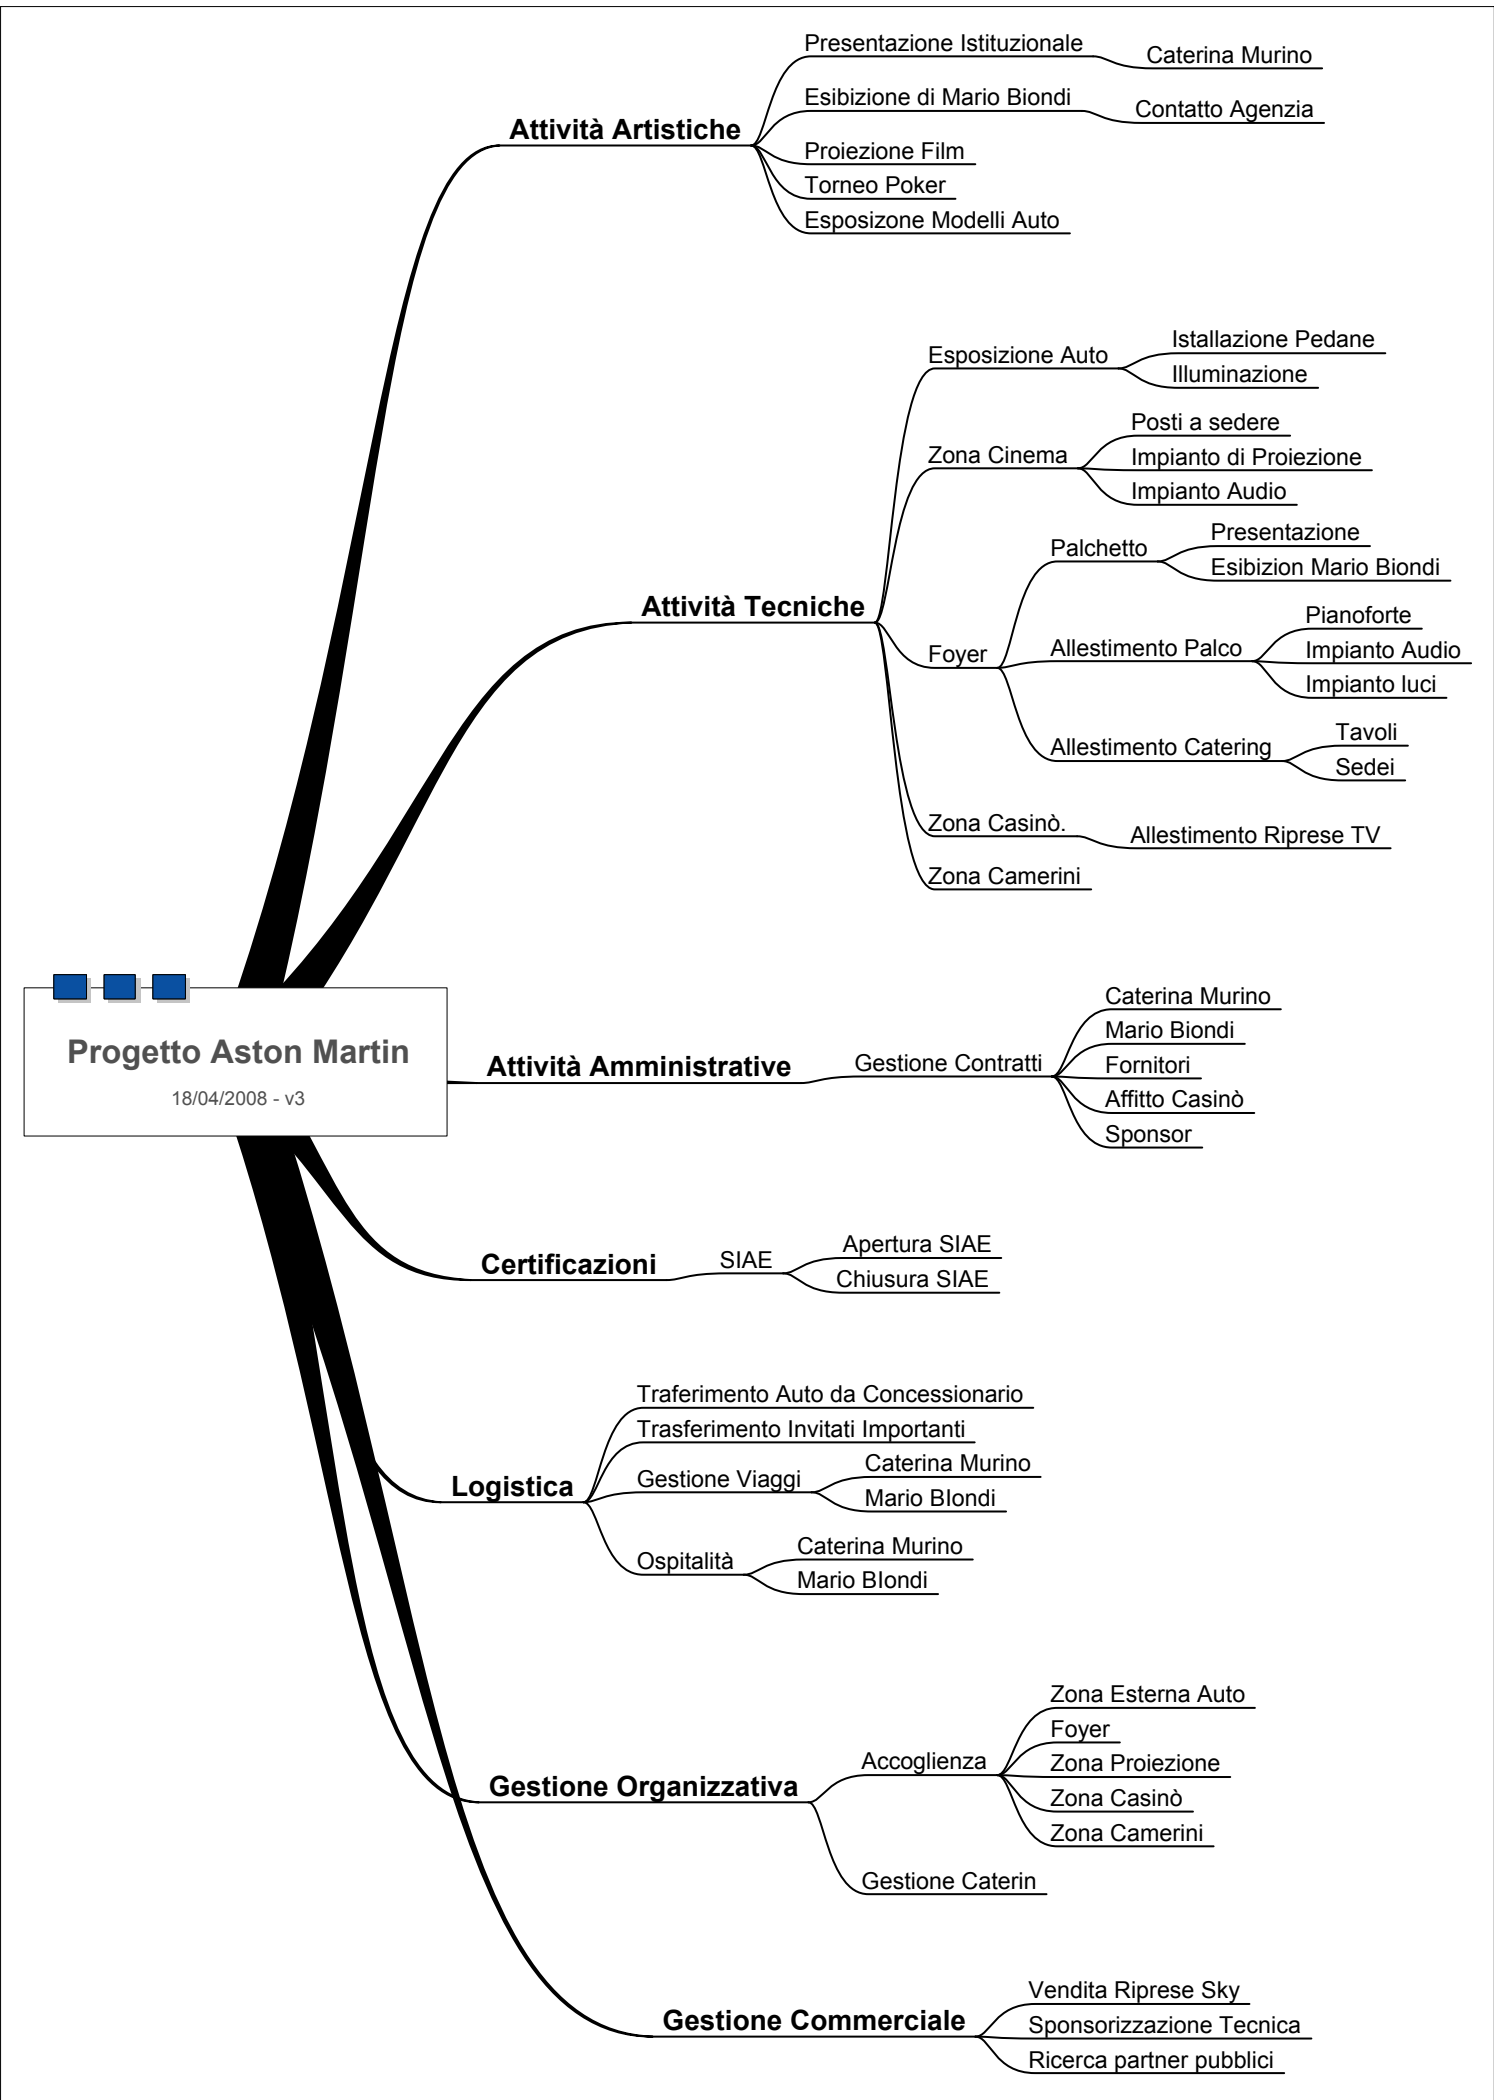 Presentazione Istituzionale
Caterina Murino
Esibizione di Mario Biondi
Contatto Agenzia
Attività Artistiche
Proiezione Film
Torneo Poker
Esposizone Modelli Auto
Istallazione Pedane
Esposizione Auto
Illuminazione
Posti a sedere
Zona Cinema
Impianto di Proiezione
Impianto Audio
Presentazione
Palchetto
Esibizion Mario Biondi
Attività Tecniche
Pianoforte
Foyer
Allestimento Palco
Impianto Audio
Impianto luci
Tavoli
Allestimento Catering
Sedei
Zona Casinò.
Allestimento Riprese TV
Zona Camerini
Progetto Aston Martin
18/04/2008 - v3
Attività Amministrative
Gestione Contratti
Caterina Murino
Mario Biondi
Fornitori
Affitto Casinò
Sponsor
Certificazioni
SIAE
Apertura SIAE
Chiusura SIAE
Traferimento Auto da Concessionario
Trasferimento Invitati Importanti
Logistica
Gestione Viaggi
Caterina Murino
Mario BIondi
Ospitalità
Caterina Murino
Mario BIondi
Gestione Organizzativa
Accoglienza
Zona Esterna Auto
Foyer
Zona Proiezione
Zona Casinò
Zona Camerini
Gestione Caterin
Gestione Commerciale
Vendita Riprese Sky
Sponsorizzazione Tecnica
Ricerca partner pubblici